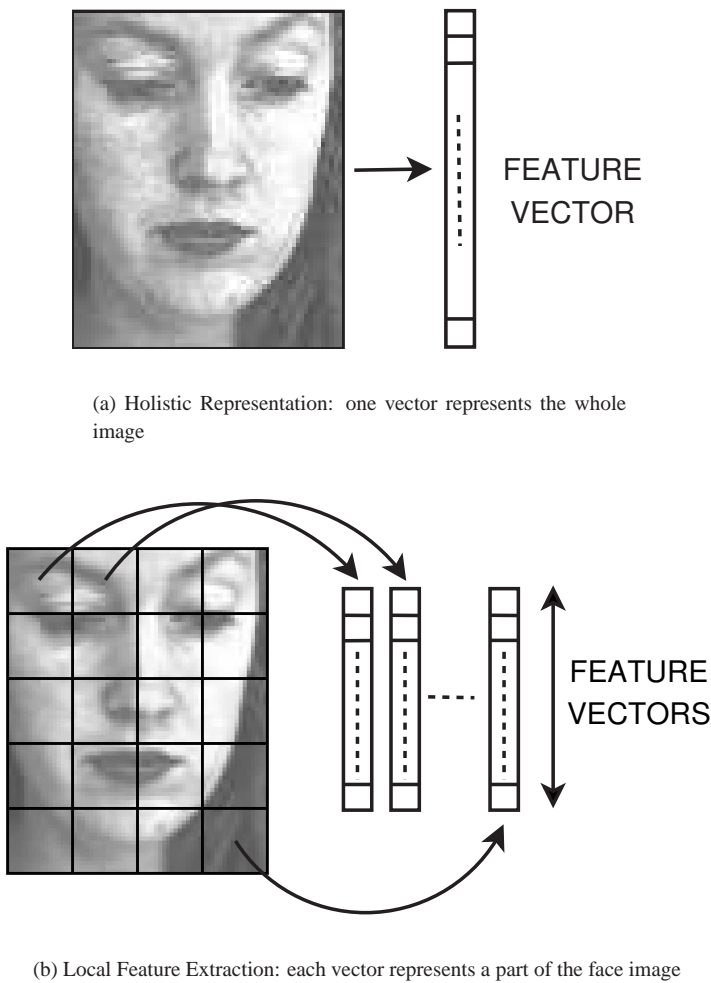 FEATURE
VECTOR
(a) Holistic Representation: one vector represents the whole
image
FEATURE
VECTORS
(b) Local Feature Extraction: each vector represents a part of the face image